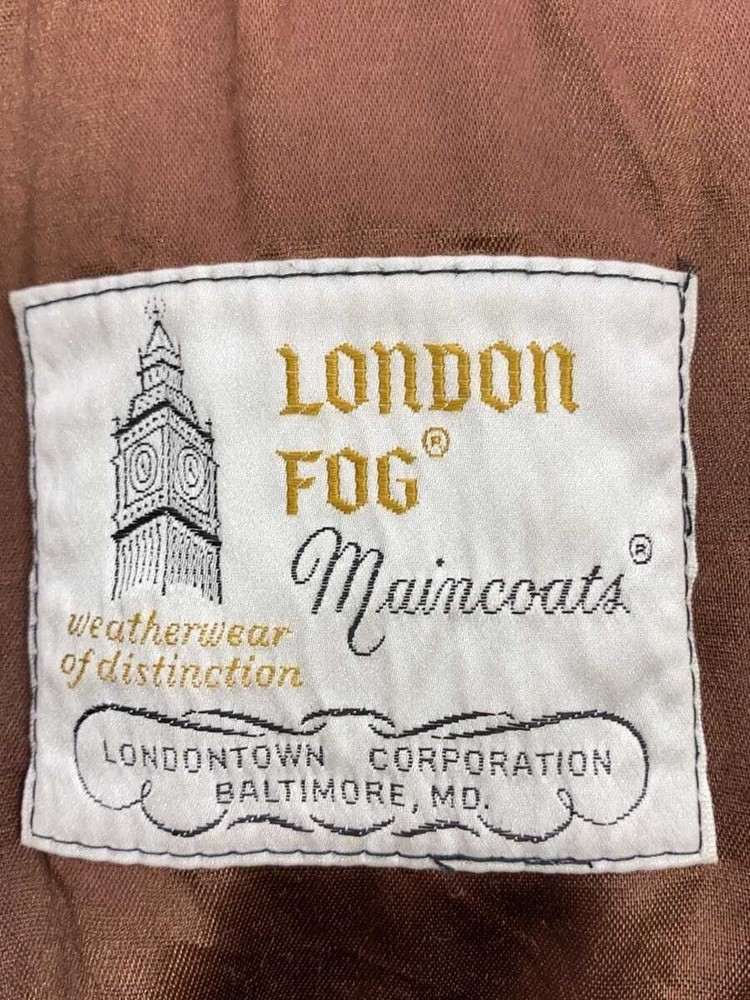 LONDON
FOG®
Maincoats®
weatherwear
of distinction
LONDONTOWN CORPORATION
BALTIMORE, MD.